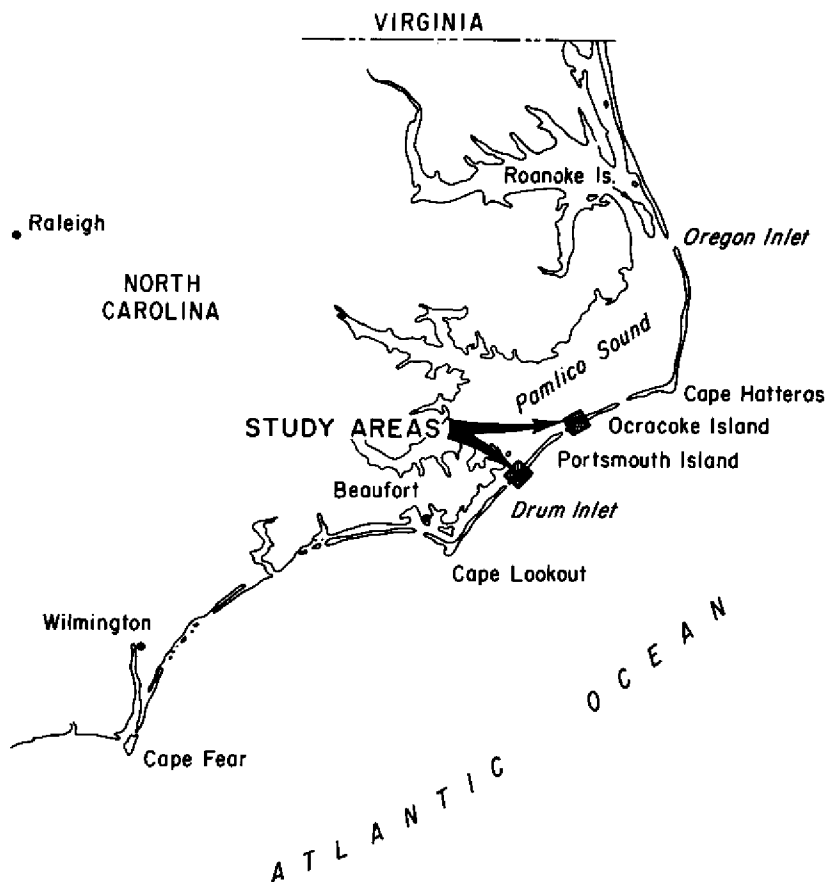 VIRGINIA
Roanoke Is.
Raleigh
Oregon Inlet
NORTH
CAROLINA
Pamlico Sound
Cape Hatteras
STUDY AREAS
Ocracoke Island
Portsmouth Island
Beaufort
Drum Inlet
Cape Lookout
Wilmington
Cape Fear
ATLANTIC OCEAN